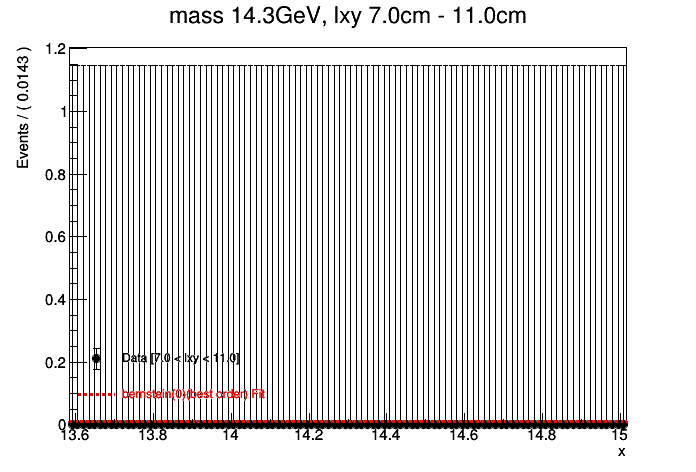 mass 14.3GeV, lxy 7.0cm - 11.0cm
Events / ( 0.0143 )
1.2
1
0.8
0.6
0.4
0.2
0
Data [7.0 < lxy < 11.0]
bernstein[0-(best order) Fit
13.6 13.8 14 14.2 14.4 14.6 14.8 15
x